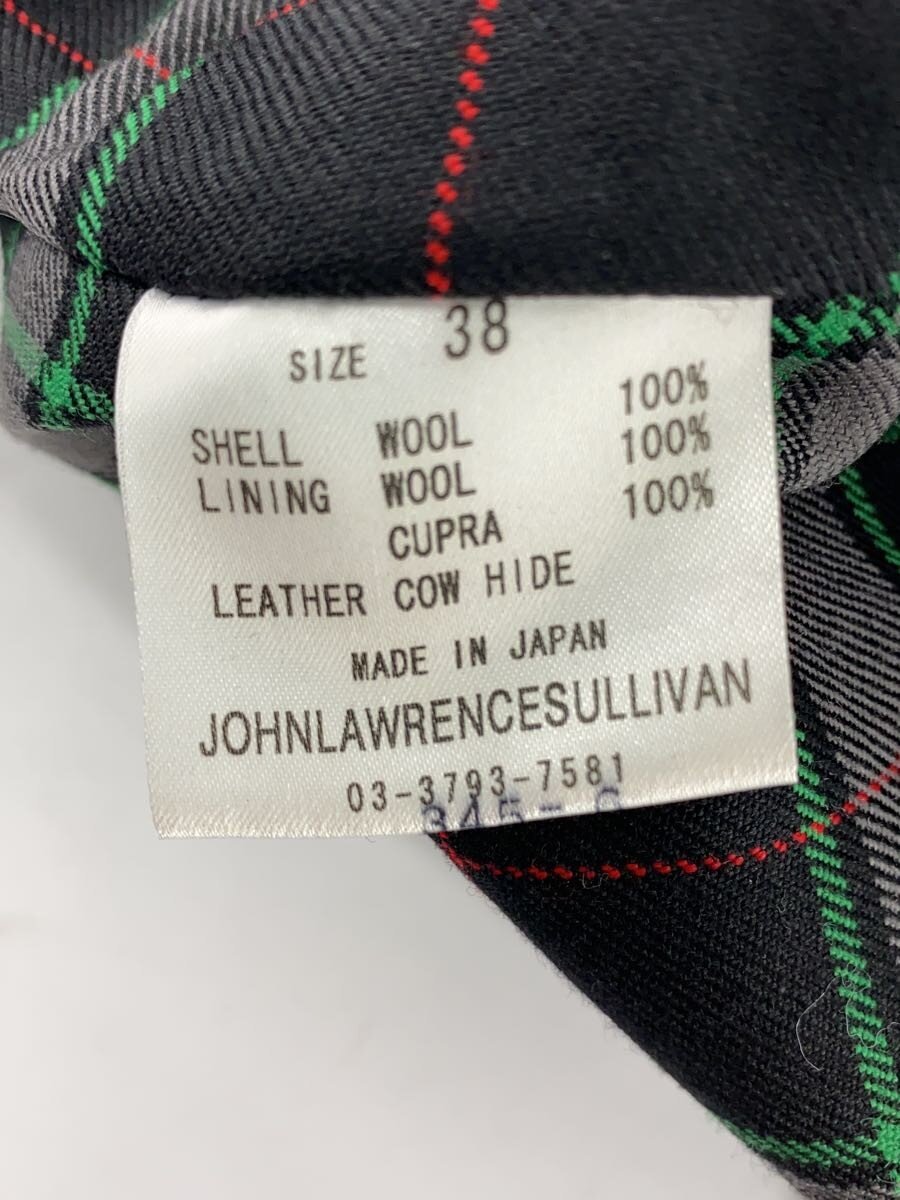 SIZE 38
SHELL WOOL 100%
LINING WOOL 100%
CUPRA 100%
LEATHER COW HIDE
MADE IN JAPAN
JOHNLAWRENCESULLIVAN
03-3793-7581